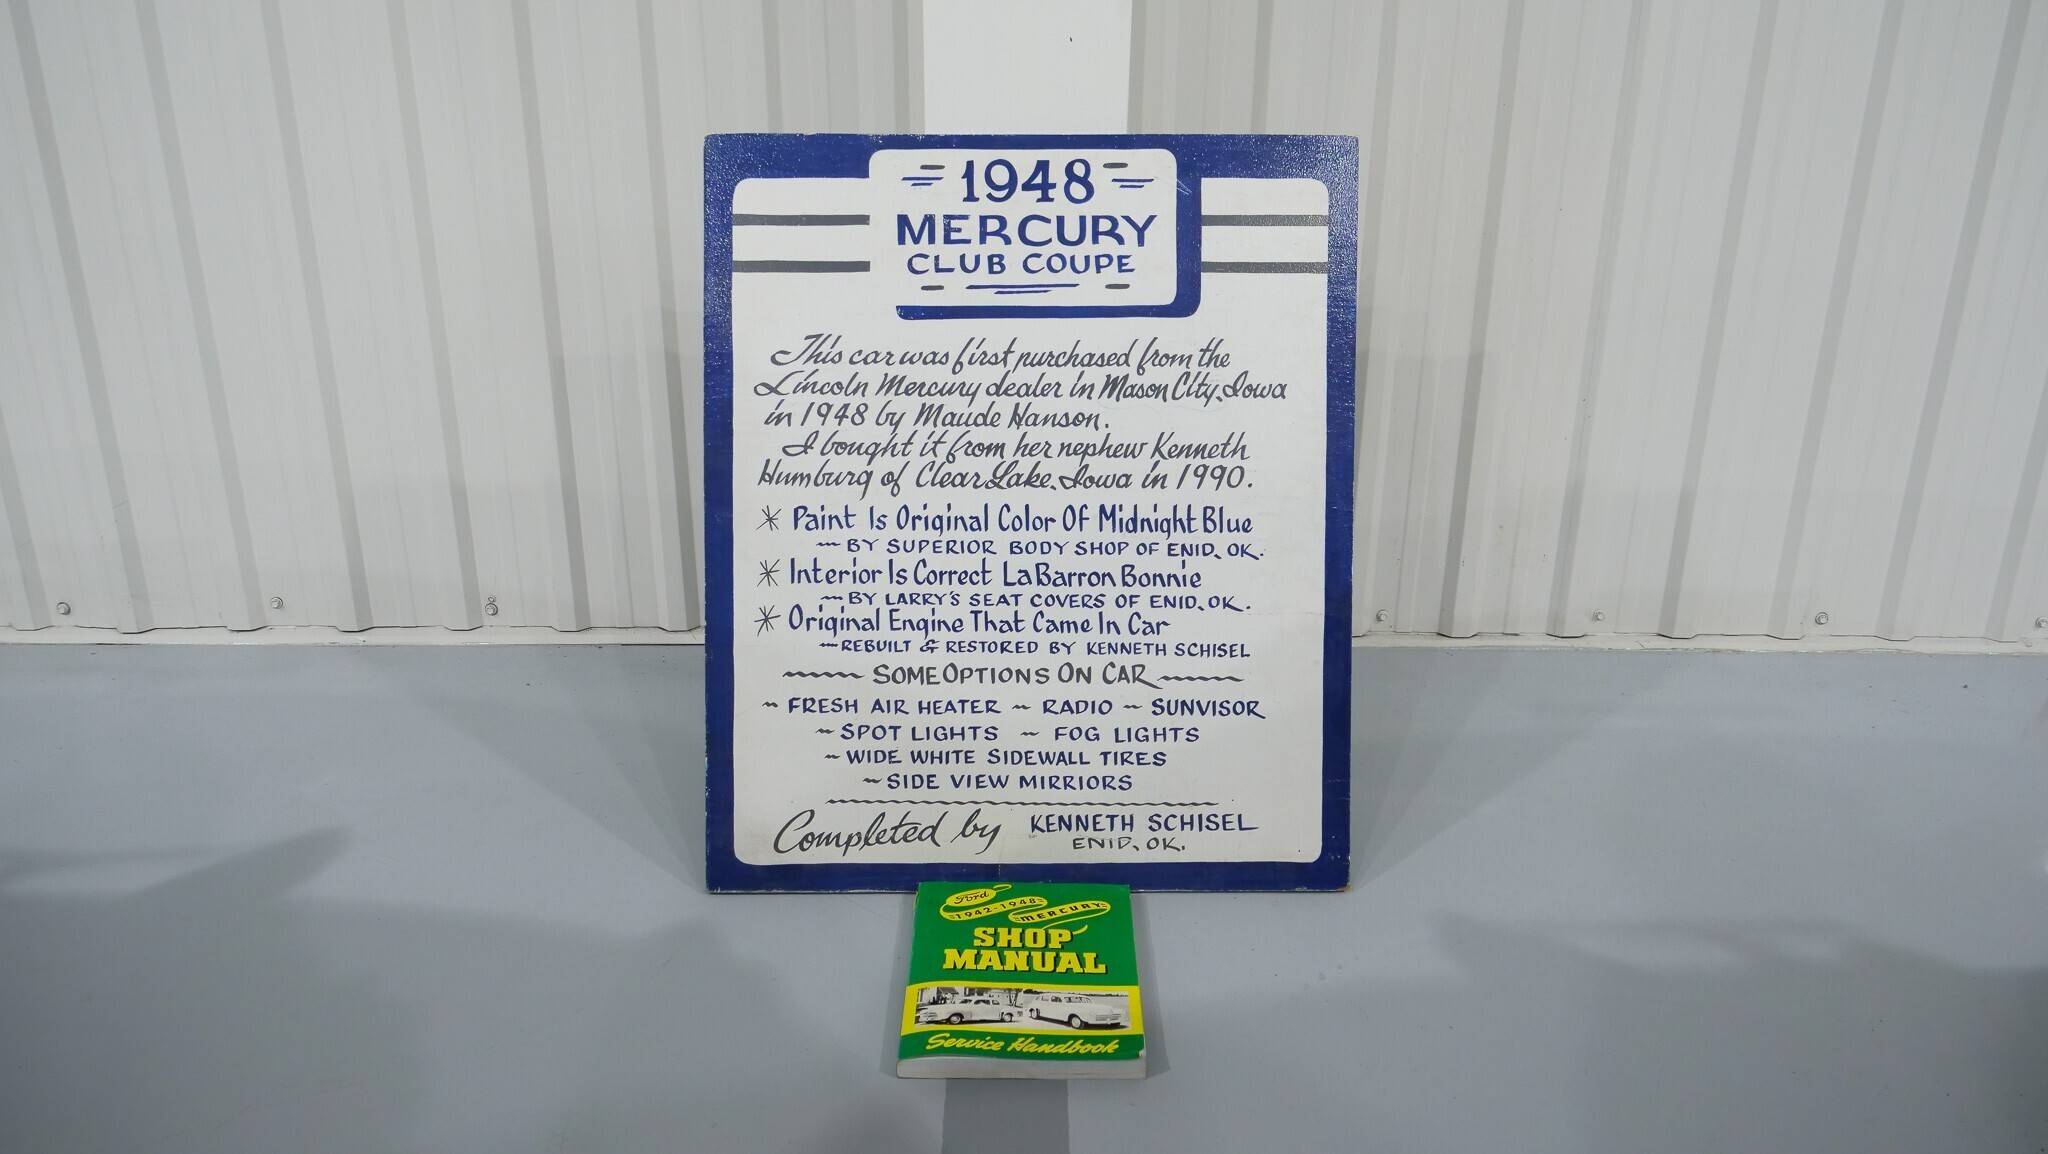 1948
MERCURY
CLUB COUPE
This car was first purchased from the
Lincoln Mercury dealer in Mason City, Iowa
in 1948 by Maude Hanson.
I bought it from her nephew Kenneth
Humburg of Clear Lake, Iowa in 1990.
* Paint Is Original Color Of Midnight Blue
~ BY SUPERIOR BODY SHOP OF ENID, OK.
* Interior Is Correct LaBarron Bonnie
~ BY LARRY'S SEAT COVERS OF ENID, OK.
* Original Engine That Came In Car
~ REBUILT & RESTORED BY KENNETH SCHISEL
SOME OPTIONS ON CAR
~ FRESH AIR HEATER ~ RADIO ~ SUNVISOR
~ SPOT LIGHTS ~ FOG LIGHTS
~ WIDE WHITE SIDEWALL TIRES
~ SIDE VIEW MIRRIORS
Completed by KENNETH SCHISEL
ENID, OK.
Ford
1942-1948 MERCURY
SHOP
MANUAL
Service Handbook